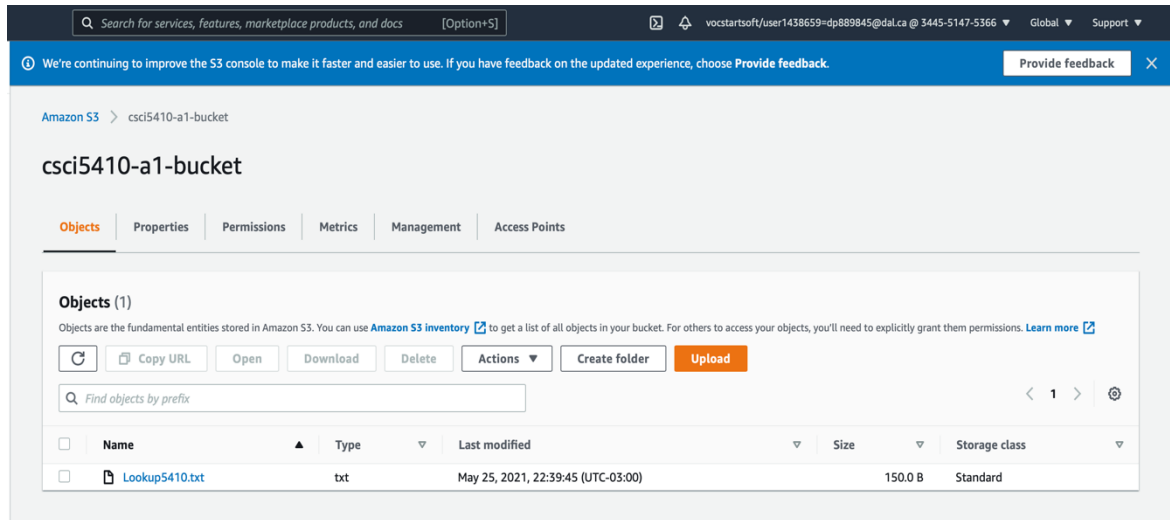 Search for services, features, marketplace products, and docs [Option+S] vocstartsoft/user1438659=dp889845@dal.ca @ 3445-5147-5366 ▼ Global ▼ Support ▼
We're continuing to improve the S3 console to make it faster and easier to use. If you have feedback on the updated experience, choose Provide feedback. Provide feedback
Amazon S3 > csci5410-a1-bucket
csci5410-a1-bucket
Objects Properties Permissions Metrics Management Access Points
Objects (1)
Objects are the fundamental entities stored in Amazon S3. You can use Amazon S3 inventory to get a list of all objects in your bucket. For others to access your objects, you'll need to explicitly grant them permissions. Learn more
Copy URL Open Download Delete Actions ▼ Create folder Upload
Find objects by prefix < 1 >
Name ▲ Type ▽ Last modified ▽ Size ▽ Storage class ▽
Lookup5410.txt txt May 25, 2021, 22:39:45 (UTC-03:00) 150.0 B Standard